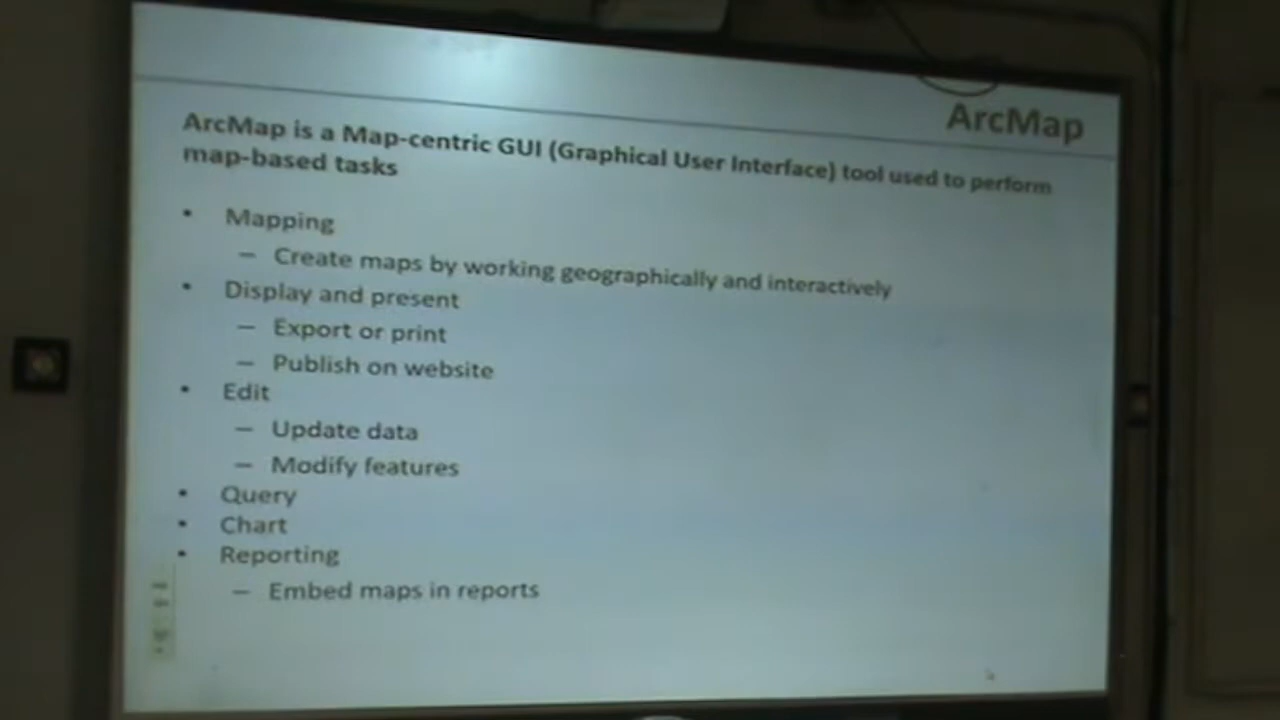 ArcMap
ArcMap is a Map-centric GUI (Graphical User Interface) tool used to perform
map-based tasks
• Mapping
– Create maps by working geographically and interactively
• Display and present
– Export or print
– Publish on website
• Edit
– Update data
– Modify features
• Query
• Chart
• Reporting
– Embed maps in reports